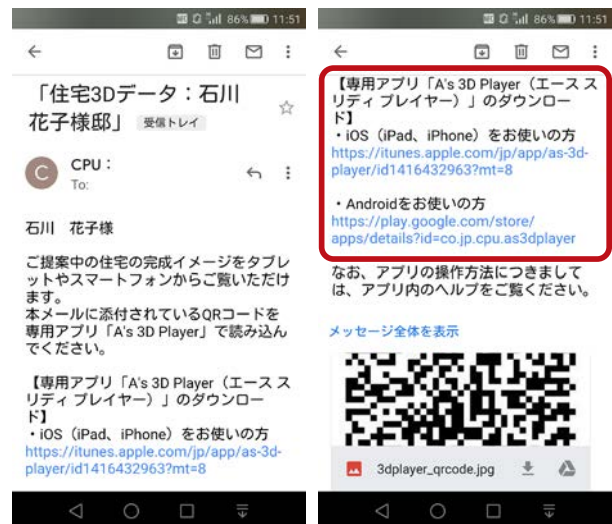 86% 11:51
「住宅3Dデータ：石川
花子様邸」 受信トレイ
C
CPU：
To:
石川　花子様
ご提案中の住宅の完成イメージをタブレ
ットやスマートフォンからご覧いただけ
ます。
本メールに添付されているQRコードを
専用アプリ「A's 3D Player」で読み込ん
でください。
【専用アプリ「A's 3D Player（エース ス
リディ プレイヤー）」のダウンロー
ド】
・iOS（iPad、iPhone）をお使いの方
https://itunes.apple.com/jp/app/as-3d-
player/id1416432963?mt=8
86% 11:51
【専用アプリ「A's 3D Player（エース ス
リディ プレイヤー）」のダウンロー
ド】
・iOS（iPad、iPhone）をお使いの方
https://itunes.apple.com/jp/app/as-3d-
player/id1416432963?mt=8
・Androidをお使いの方
https://play.google.com/store/
apps/details?id=co.jp.cpu.as3dplayer
なお、アプリの操作方法につきまして
は、アプリ内のヘルプをご覧ください。
メッセージ全体を表示
3dplayer_qrcode.jpg